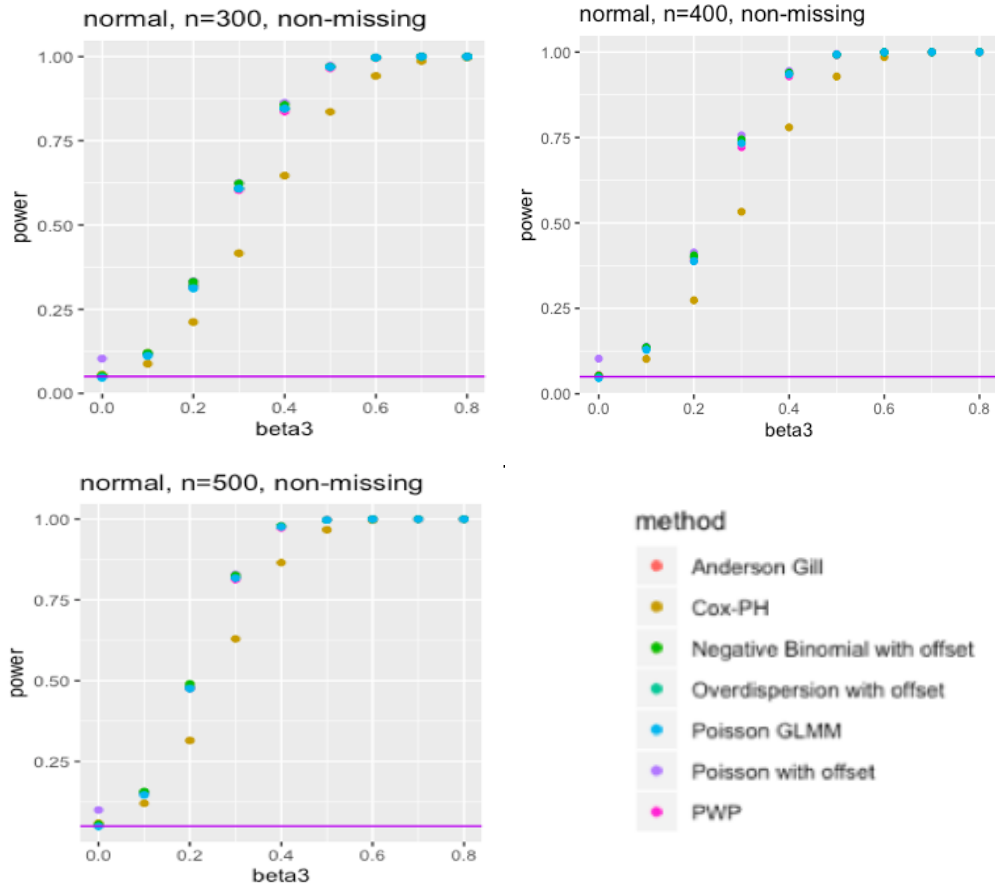 normal, n=300, non-missing
1.00
0.75
0.50
0.25
0.00
power
0.0 0.2 0.4 0.6 0.8
beta3
normal, n=400, non-missing
1.00
0.75
0.50
0.25
0.00
power
0.0 0.2 0.4 0.6 0.8
beta3
normal, n=500, non-missing
1.00
0.75
0.50
0.25
power
0.0 0.2 0.4 0.6 0.8
beta3
method
Anderson Gill
Cox-PH
Negative Binomial with offset
Overdispersion with offset
Poisson GLMM
Poisson with offset
PWP